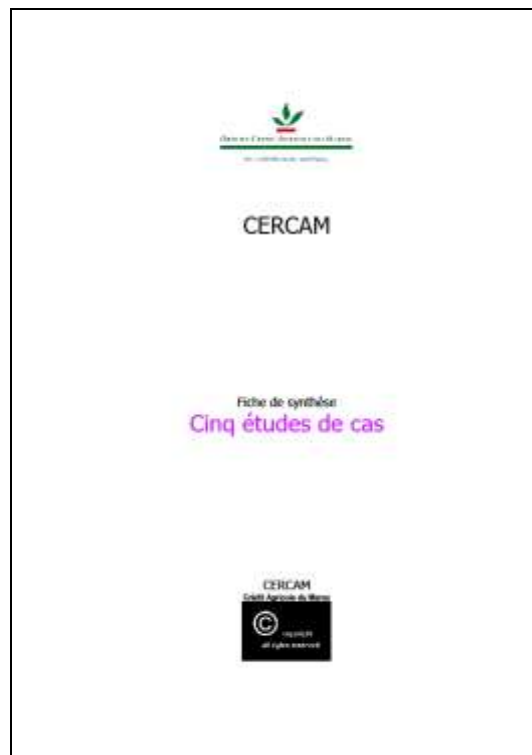 CERCAM
Fiche de synthèse
Cinq études de cas
CERCAM
Crédit Agricole du Maroc
©
all rights reserved